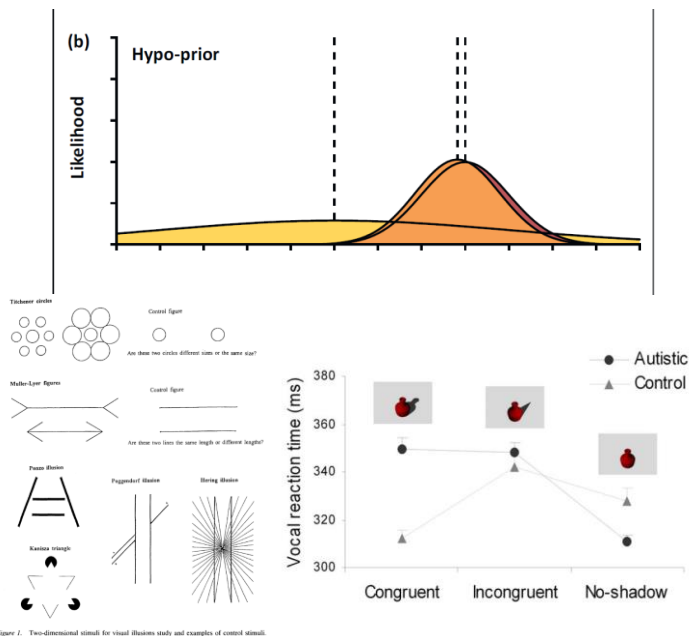 (b)
Hypo-prior
Likelihood
Titchener circles
Control figure
Are these two circles different sizes or the same size?
Muller-Lyer figures
Control figure
Are these two lines the same length or different lengths?
Ponzo illusion
Poggendorf illusion
Hering illusion
Kanizsa triangle
igure 1. Two-dimensional stimuli for visual illusions study and examples of control stimuli.
Autistic
Control
Vocal reaction time (ms)
380
360
340
320
300
Congruent
Incongruent
No-shadow